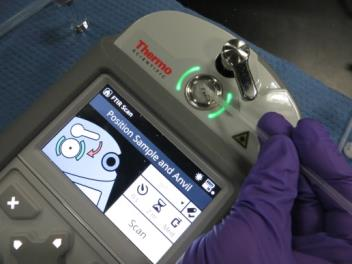 Thermo
SCIENTIFIC
FTIR Scan
Position Sample and Anvil
Scan